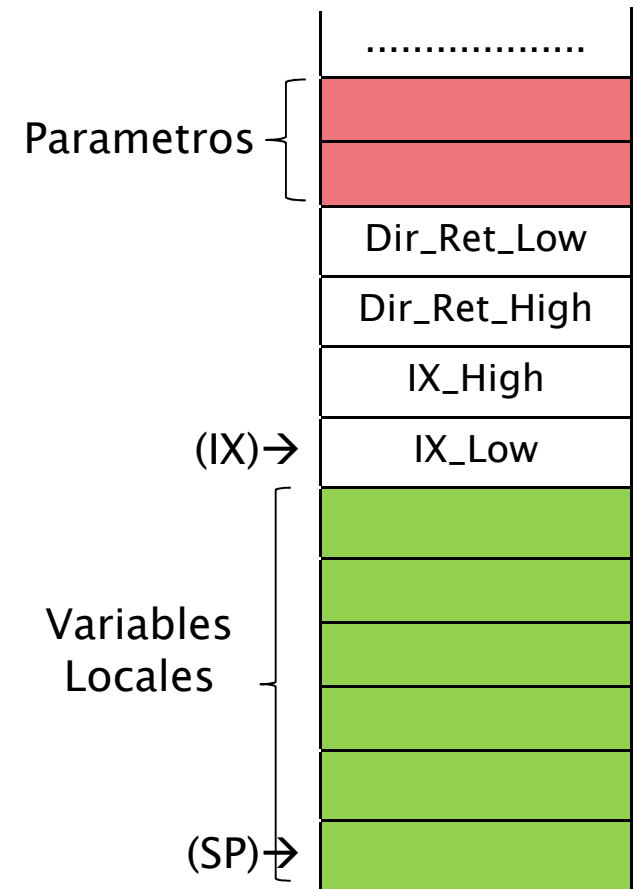 ...................
Parametros
Dir_Ret_Low
Dir_Ret_High
IX_High
(IX)→ IX_Low
Variables
Locales
(SP)→